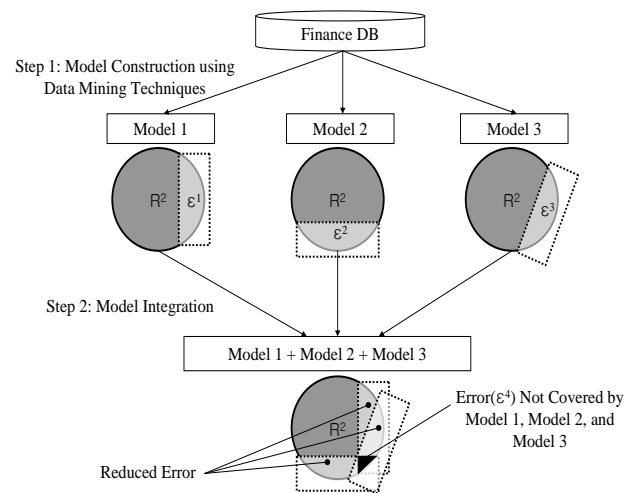 Finance DB
Step 1: Model Construction using
Data Mining Techniques
Model 1
Model 2
Model 3
R²
ε¹
R²
ε²
R²
ε³
Step 2: Model Integration
Model 1 + Model 2 + Model 3
R²
Error(ε⁴) Not Covered by
Model 1, Model 2, and
Model 3
Reduced Error